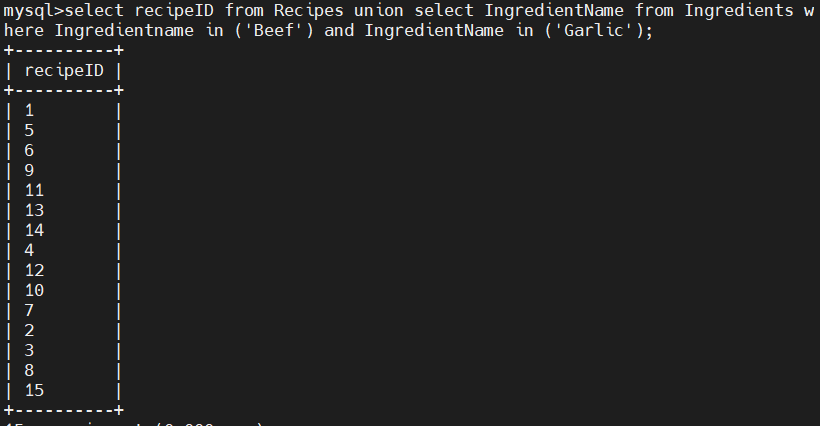 mysql>select recipeID from Recipes union select IngredientName from Ingredients w
here Ingredientname in ('Beef') and IngredientName in ('Garlic');
+----------+
| recipeID |
+----------+
| 1        |
| 5        |
| 6        |
| 9        |
| 11       |
| 13       |
| 14       |
| 4        |
| 12       |
| 10       |
| 7        |
| 2        |
| 3        |
| 8        |
| 15       |
+----------+